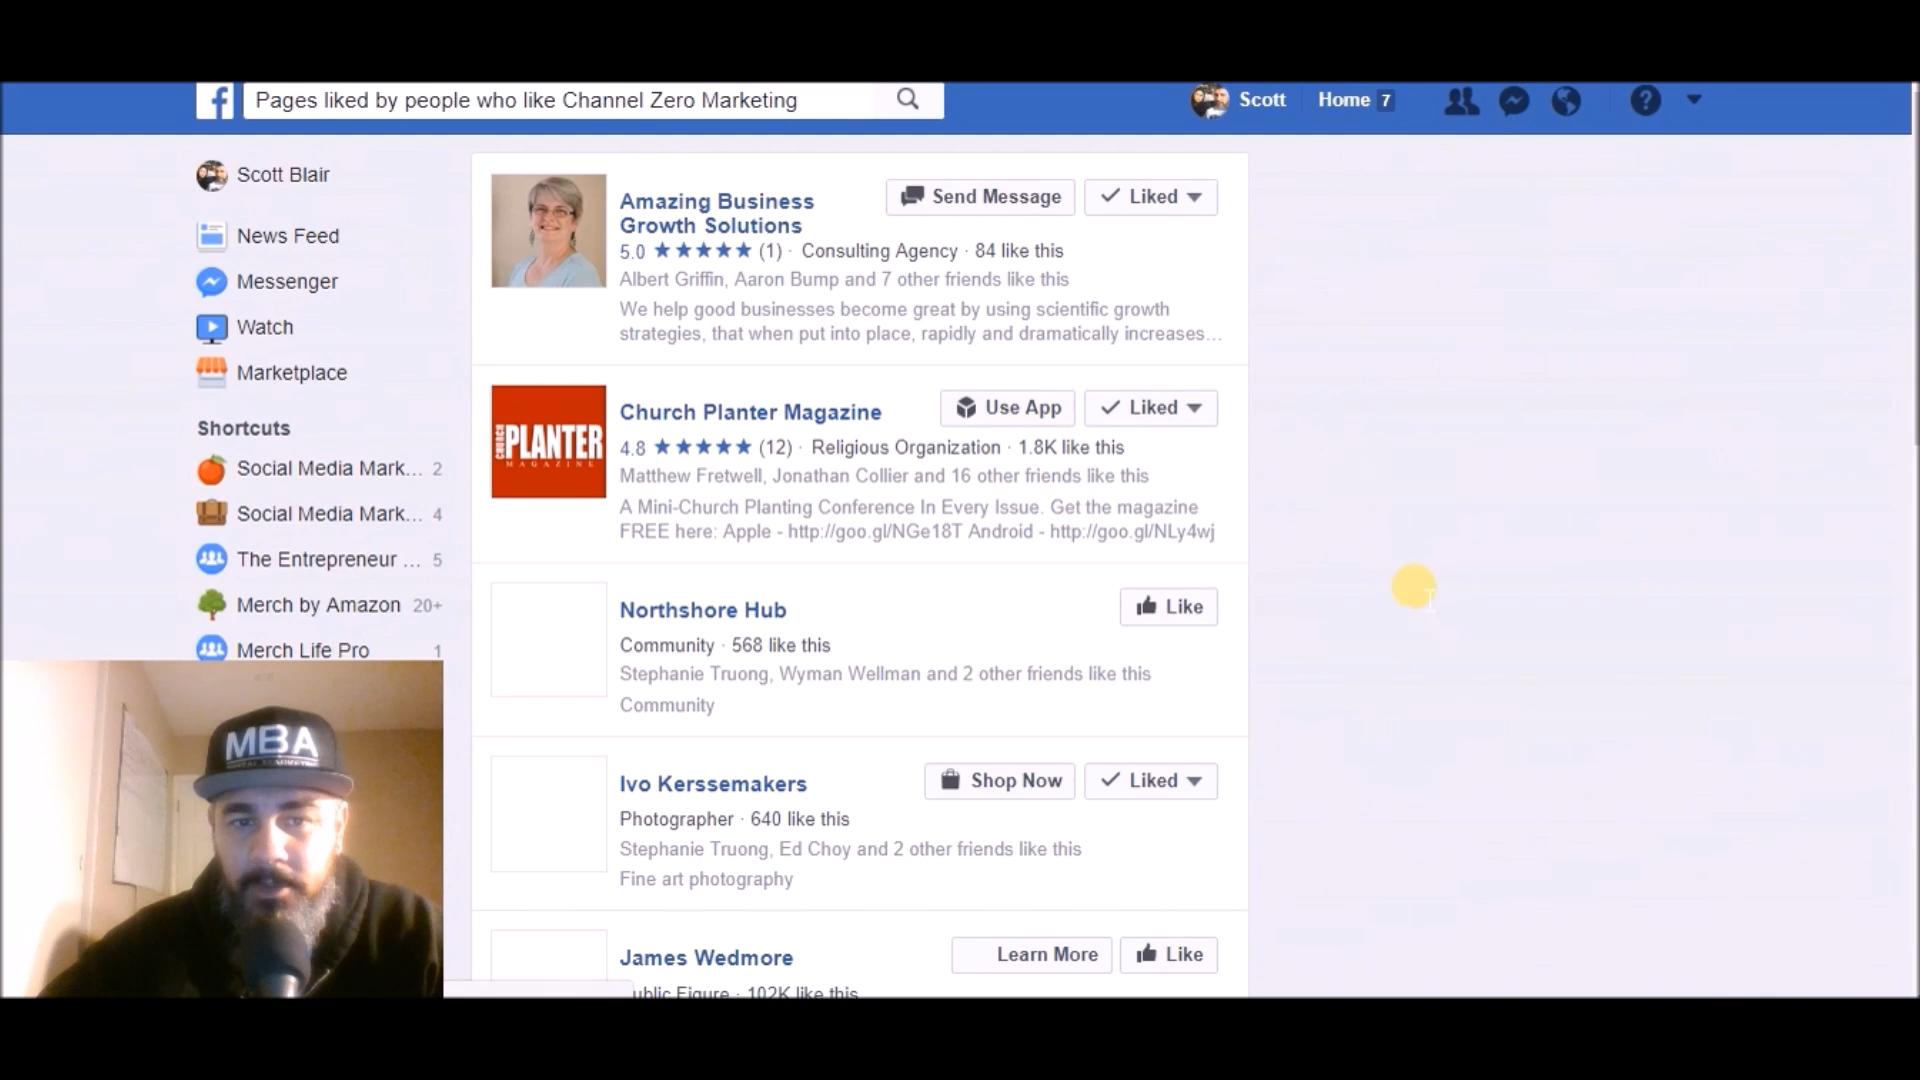 Pages liked by people who like Channel Zero Marketing
Scott
Home 7
Scott Blair
News Feed
Messenger
Watch
Marketplace
Shortcuts
Social Media Mark... 2
Social Media Mark... 4
The Entrepreneur ... 5
Merch by Amazon 20+
Merch Life Pro 1
Amazing Business
Growth Solutions
Send Message
Liked
5.0 ★★★★★ (1) · Consulting Agency · 84 like this
Albert Griffin, Aaron Bump and 7 other friends like this
We help good businesses become great by using scientific growth
strategies, that when put into place, rapidly and dramatically increases...
CHURCH PLANTER
MAGAZINE
Church Planter Magazine
Use App
Liked
4.8 ★★★★★ (12) · Religious Organization · 1.8K like this
Matthew Fretwell, Jonathan Collier and 16 other friends like this
A Mini-Church Planting Conference In Every Issue. Get the magazine
FREE here: Apple - http://goo.gl/NGe18T Android - http://goo.gl/NLy4wj
Northshore Hub
Like
Community · 568 like this
Stephanie Truong, Wyman Wellman and 2 other friends like this
Community
Ivo Kerssemakers
Shop Now
Liked
Photographer · 640 like this
Stephanie Truong, Ed Choy and 2 other friends like this
Fine art photography
James Wedmore
Learn More
Like
ublic Figure · 102K like this
MBA